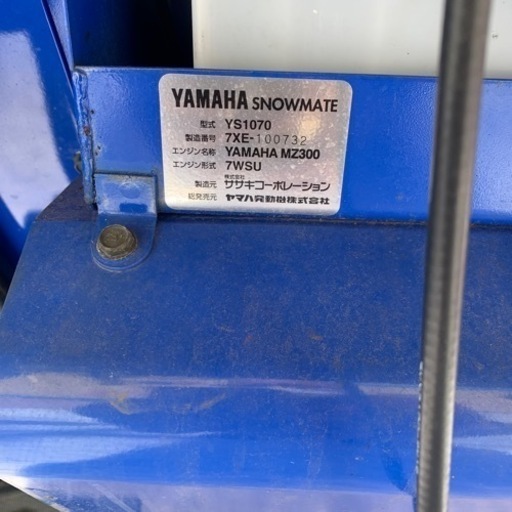 YAMAHA SNOWMATE
型式 YS1070
製造番号 7XE-100732
エンジン名称 YAMAHA MZ300
エンジン形式 7WSU
製造元 株式会社 ササキコーポレーション
総発売元 ヤマハ発動機株式会社